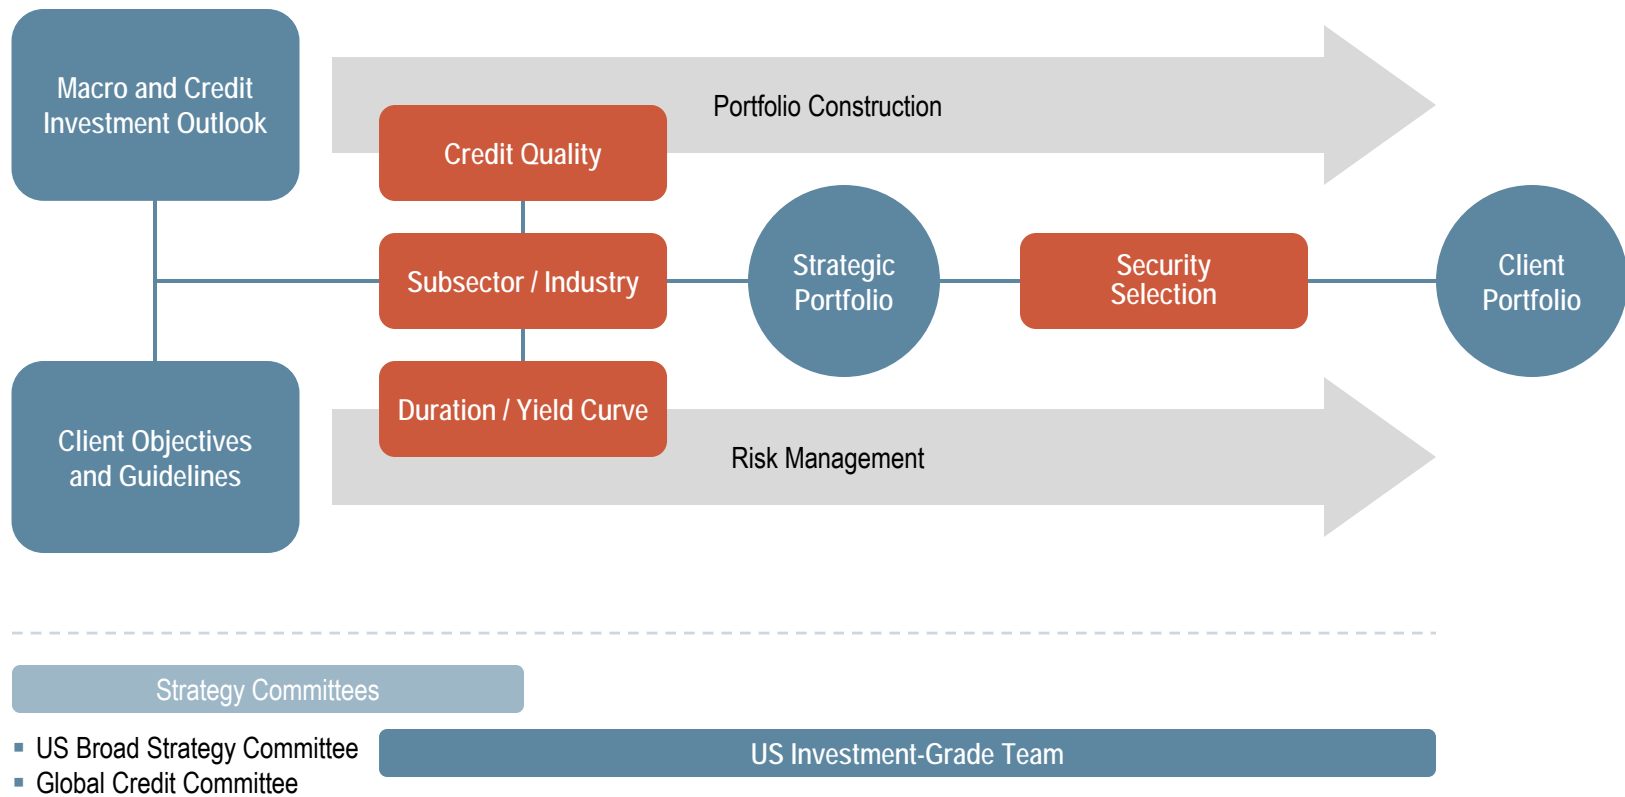 Macro and Credit
Investment Outlook
Portfolio Construction
Credit Quality
Subsector / Industry
Strategic
Portfolio
Security
Selection
Client
Portfolio
Duration / Yield Curve
Client Objectives
and Guidelines
Risk Management
Strategy Committees
▪ US Broad Strategy Committee
▪ Global Credit Committee
US Investment-Grade Team